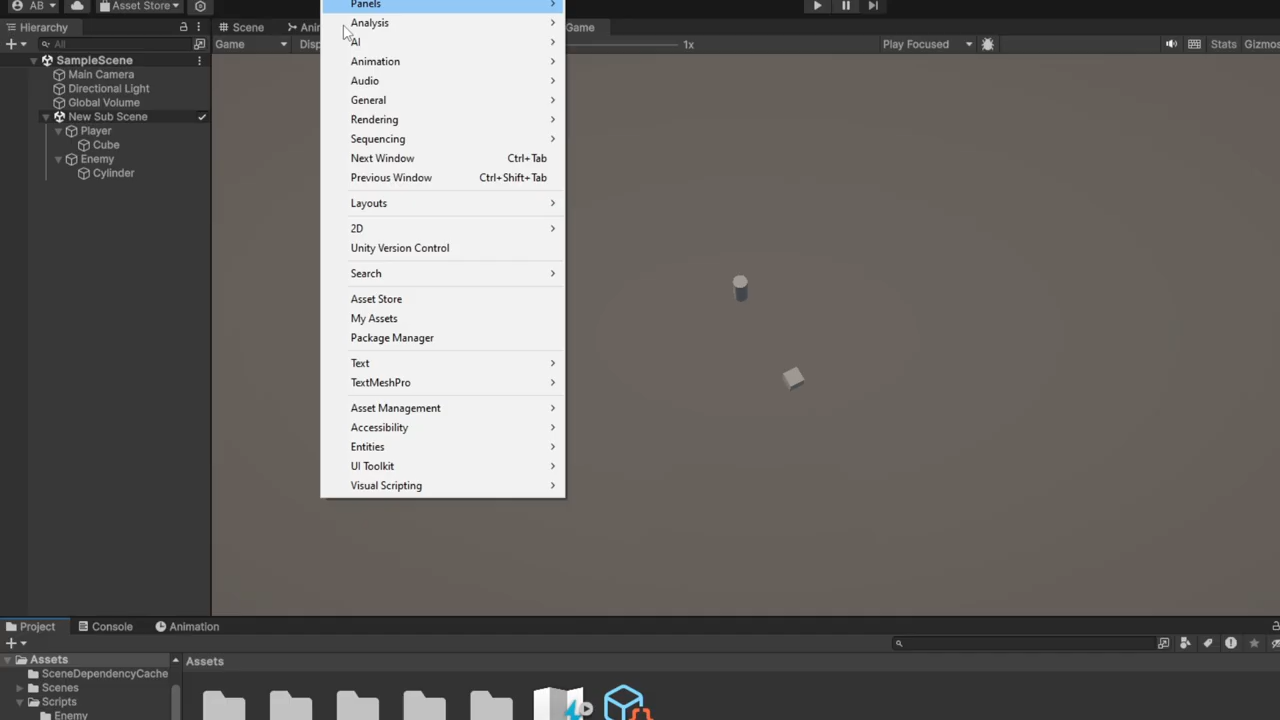 AB
Asset Store
Panels
Hierarchy
Scene
Game
Analysis
All
Game
AI
1x
Play Focused
Stats
SampleScene
Animation
Main Camera
Audio
Directional Light
General
Global Volume
New Sub Scene
Rendering
Player
Sequencing
Cube
Next Window Ctrl+Tab
Enemy
Previous Window Ctrl+Shift+Tab
Cylinder
Layouts
2D
Unity Version Control
Search
Asset Store
My Assets
Package Manager
Text
TextMeshPro
Asset Management
Accessibility
Entities
UI Toolkit
Visual Scripting
Project
Console
Animation
Assets
Assets
SceneDependencyCache
Scenes
Scripts
Enemy